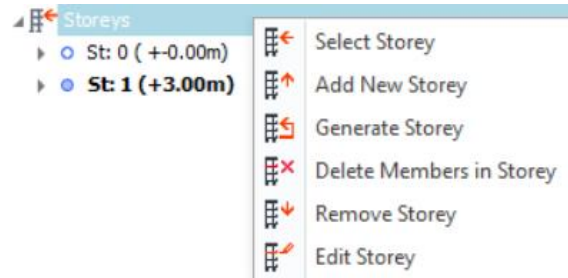 Storeys
St: 0 ( +-0.00m)
St: 1 (+3.00m)
Select Storey
Add New Storey
Generate Storey
Delete Members in Storey
Remove Storey
Edit Storey